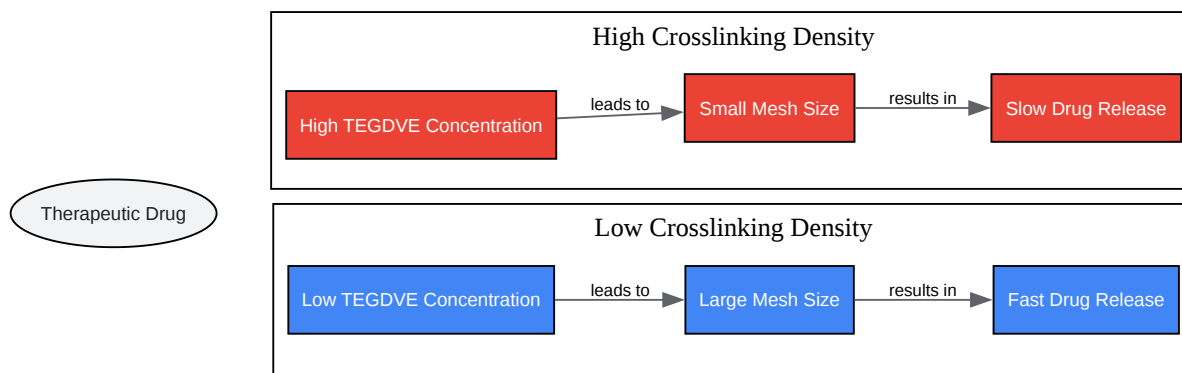 High Crosslinking Density
High TEGDVE Concentration
leads to
Small Mesh Size
results in
Slow Drug Release
Therapeutic Drug
Low Crosslinking Density
Low TEGDVE Concentration
leads to
Large Mesh Size
results in
Fast Drug Release